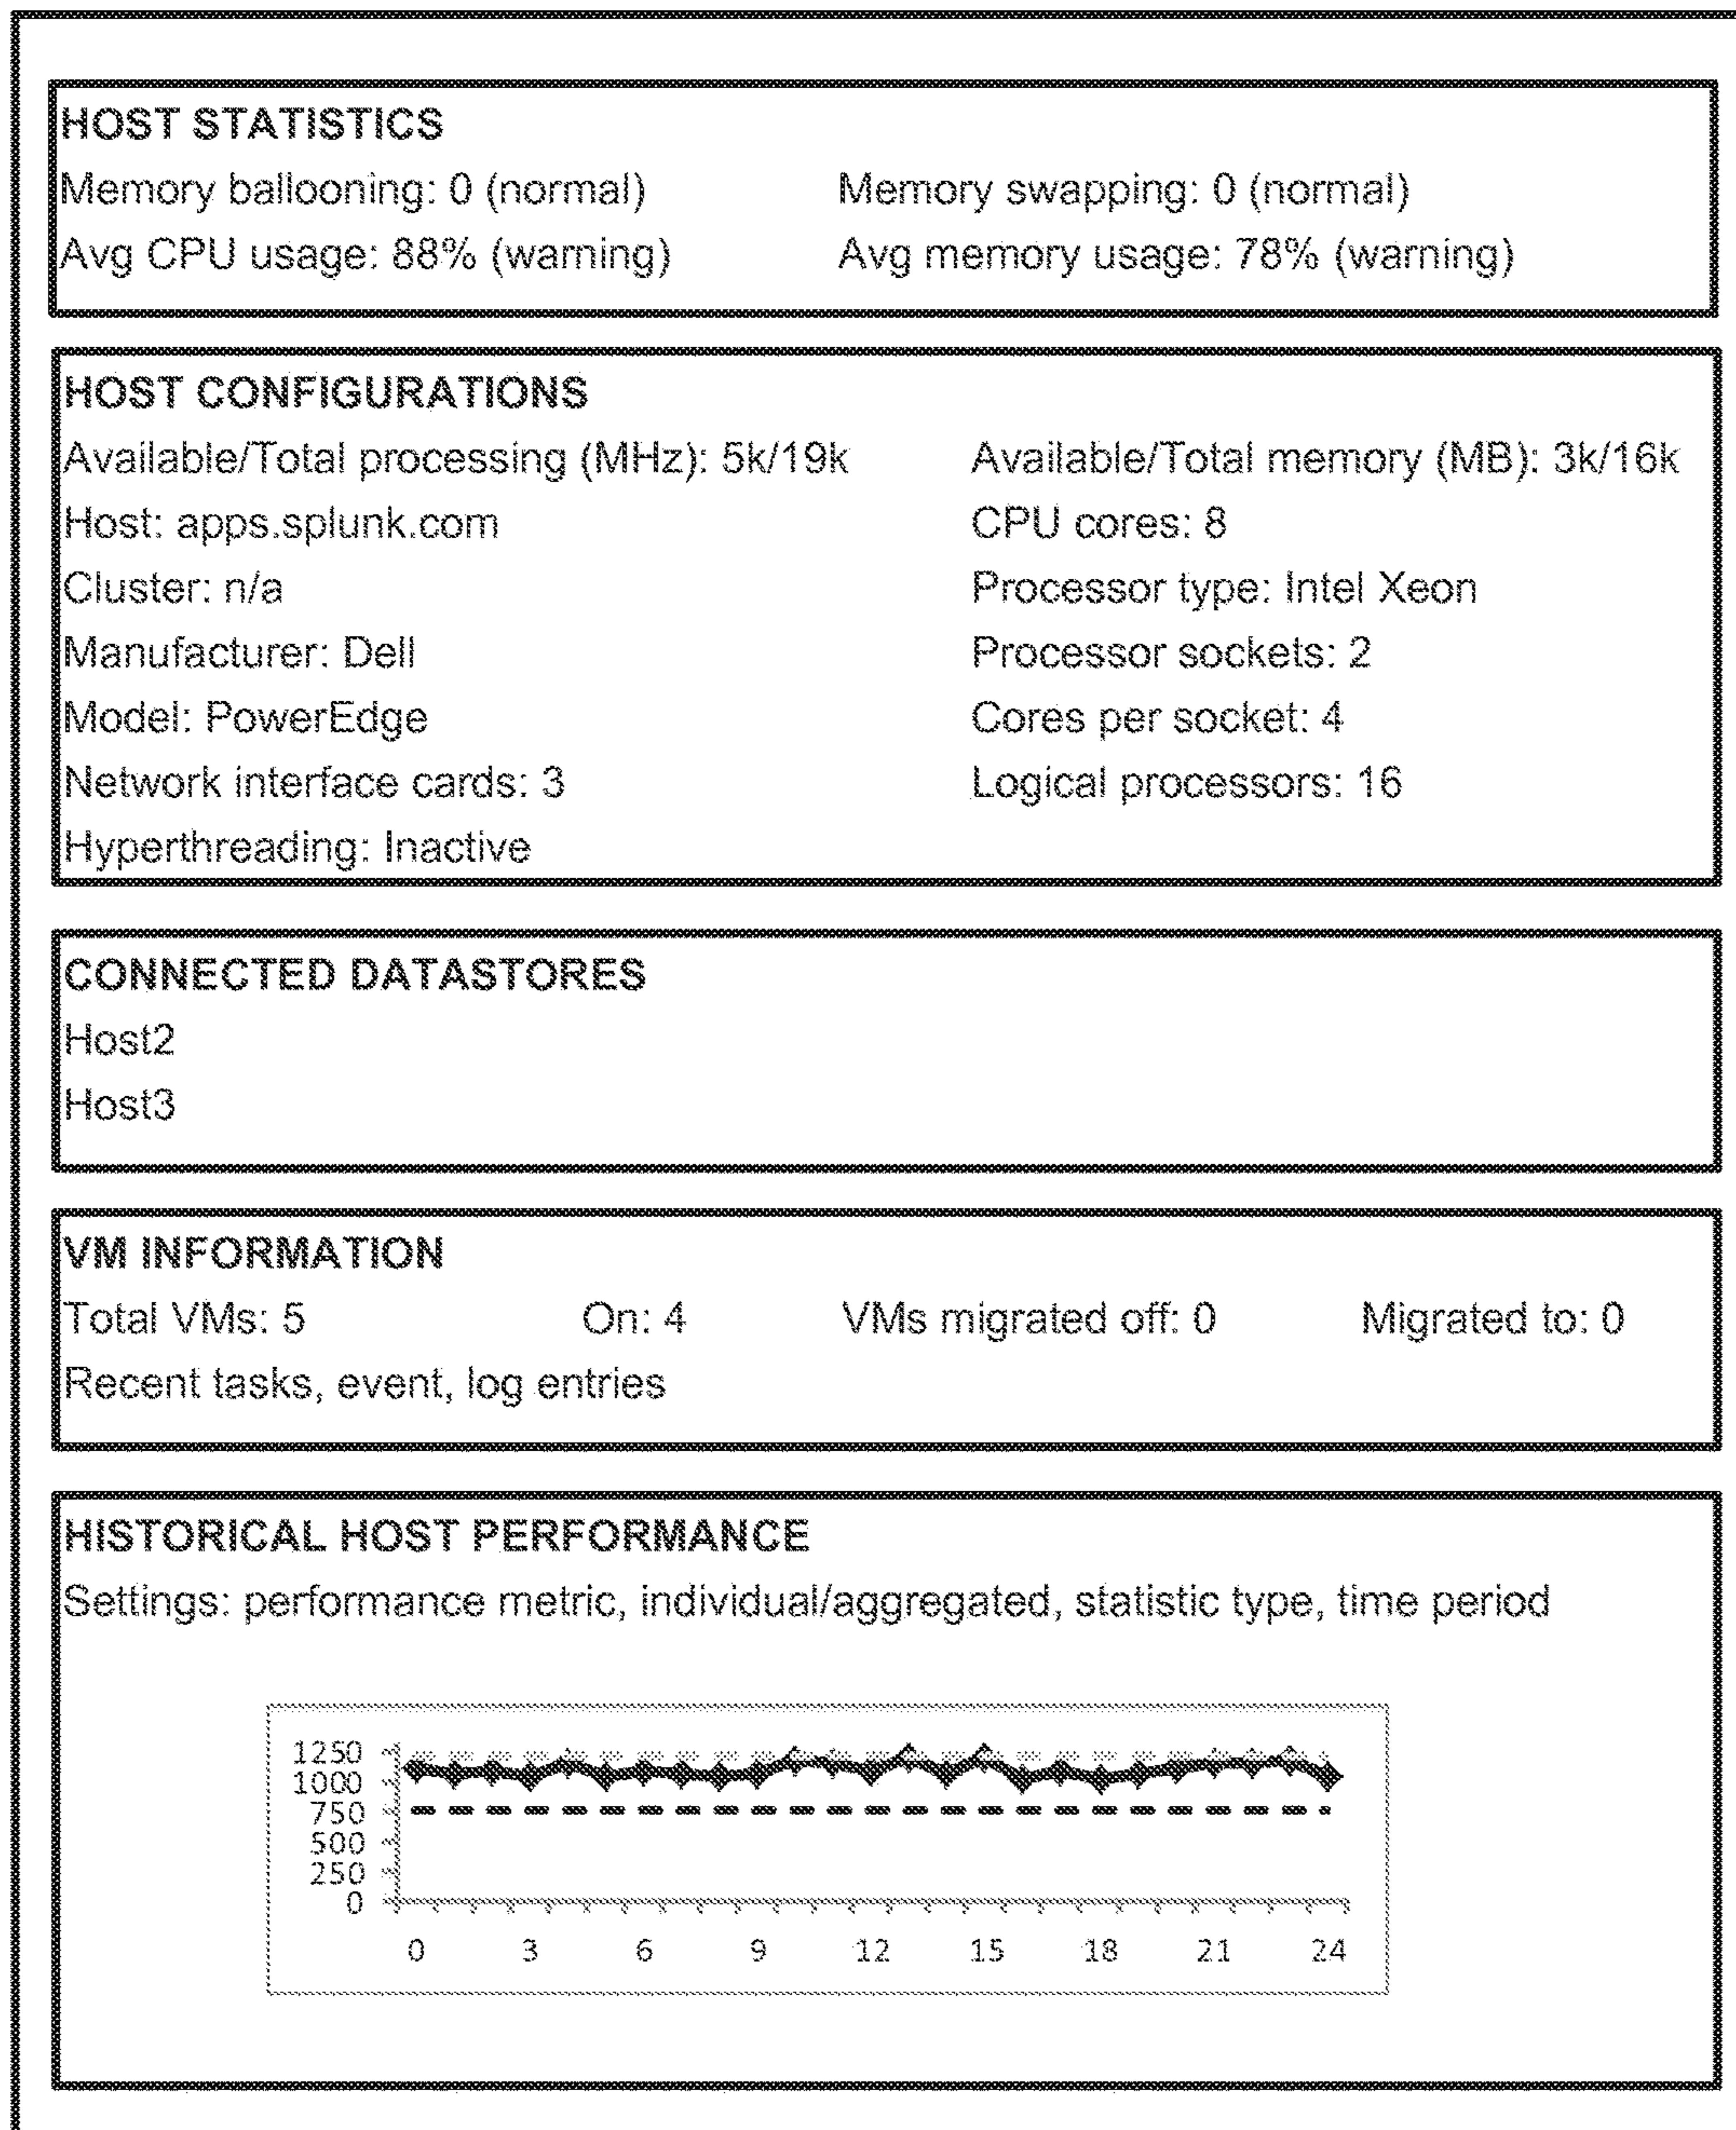 HOST STATISTICS
Memory ballooning: 0 (normal) Memory swapping: 0 (normal)
Avg CPU usage: 88% (warning) Avg memory usage: 78% (warning)
HOST CONFIGURATIONS
Available/Total processing (MHz): 5k/19k Available/Total memory (MB): 3k/16k
Host: apps.splunk.com CPU cores: 8
Cluster: n/a Processor type: Intel Xeon
Manufacturer: Dell Processor sockets: 2
Model: PowerEdge Cores per socket: 4
Network interface cards: 3 Logical processors: 16
Hyperthreading: Inactive
CONNECTED DATASTORES
Host2
Host3
VM INFORMATION
Total VMs: 5 On: 4 VMs migrated off: 0 Migrated to: 0
Recent tasks, event, log entries
HISTORICAL HOST PERFORMANCE
Settings: performance metric, individual/aggregated, statistic type, time period
1250
1000
750
500
250
0
0 3 6 9 12 15 18 21 24